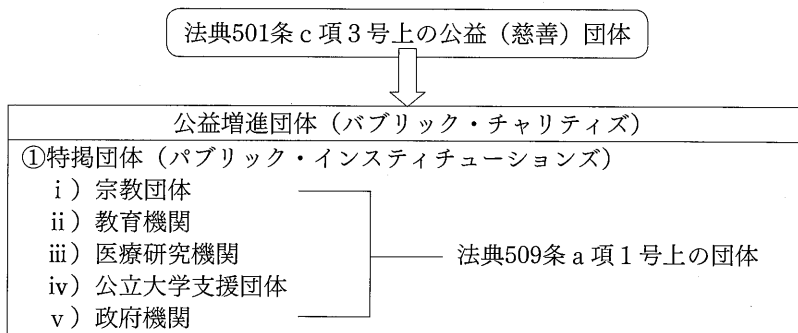 法典501条c項3号上の公益（慈善）団体
公益増進団体（パブリック・チャリティズ）
①特掲団体（パブリック・インスティチューションズ）
ⅰ）宗教団体
ⅱ）教育機関
ⅲ）医療研究機関
ⅳ）公立大学支援団体
ⅴ）政府機関
法典509条a項1号上の団体